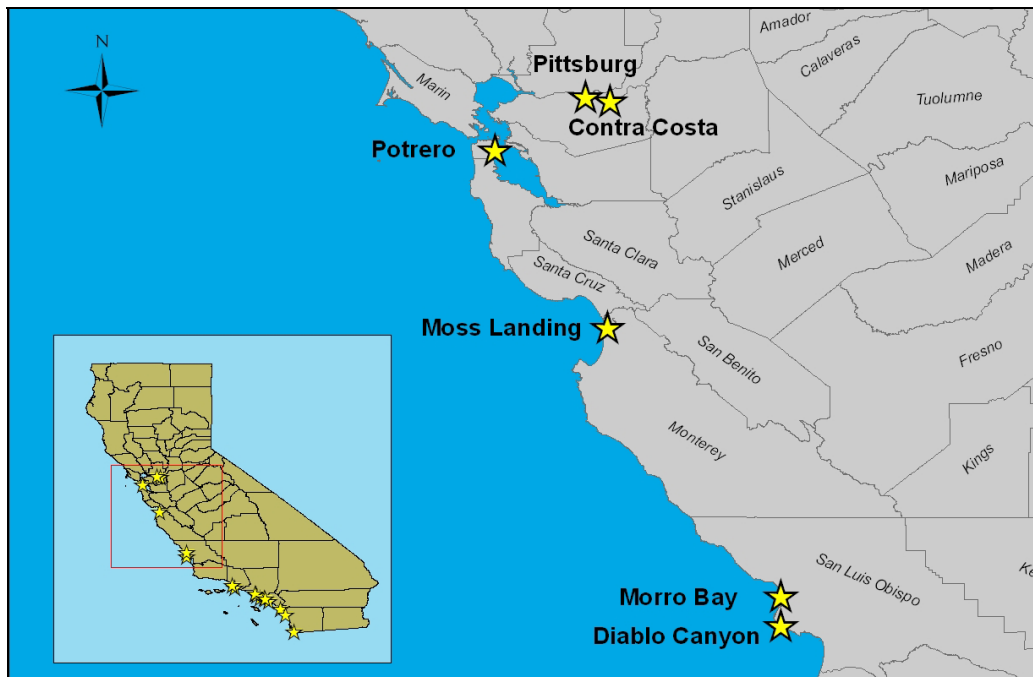 N
Amador
Calaveras
Pittsburg
Marin
Tuolumne
Contra Costa
Potrero
Mariposa
Stanislaus
Santa Clara
Merced
Madera
Santa Cruz
Moss Landing
San Benito
Fresno
Monterey
Kings
San Luis Obispo
Morro Bay
Diablo Canyon